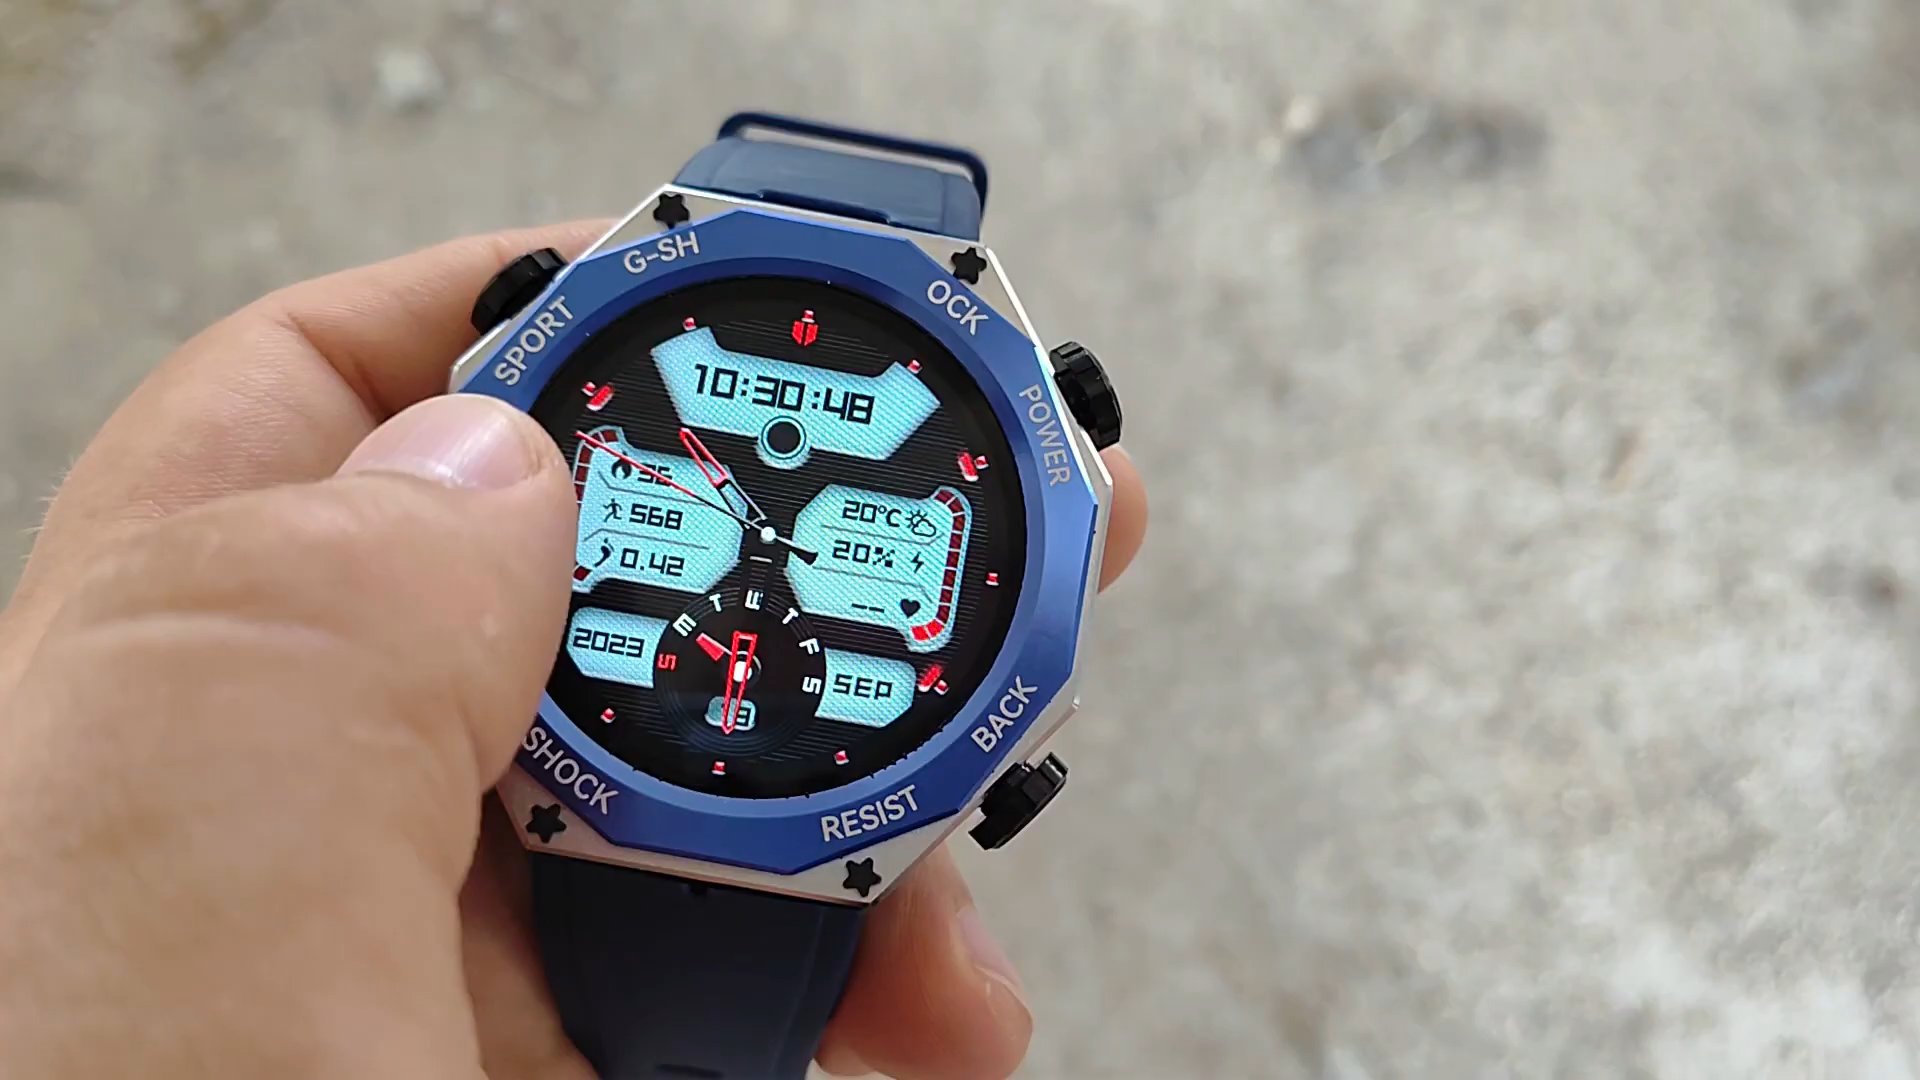 G-SH
OCK
SPORT
POWER
10:30:48
568
0.42
20°C
20%
--
S
M
T
W
T
F
S
2023
SEP
SHOCK
RESIST
BACK